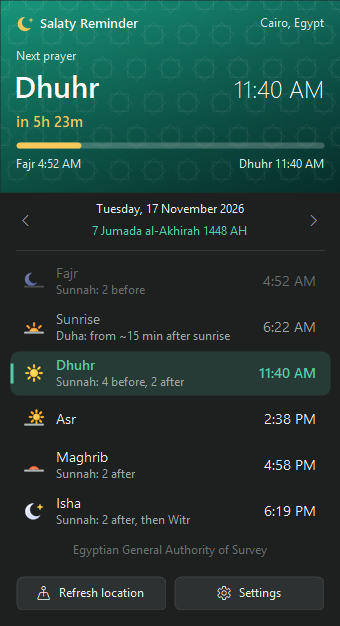 Salaty Reminder
Cairo, Egypt
Next prayer
Dhuhr
11:40 AM
in 5h 23m
Fajr 4:52 AM
Dhuhr 11:40 AM
Tuesday, 17 November 2026
7 Jumada al-Akhirah 1448 AH
Fajr
4:52 AM
Sunnah: 2 before
Sunrise
6:22 AM
Duha: from ~15 min after sunrise
Dhuhr
11:40 AM
Sunnah: 4 before, 2 after
Asr
2:38 PM
Maghrib
4:58 PM
Sunnah: 2 after
Isha
6:19 PM
Sunnah: 2 after, then Witr
Egyptian General Authority of Survey
Refresh location
Settings